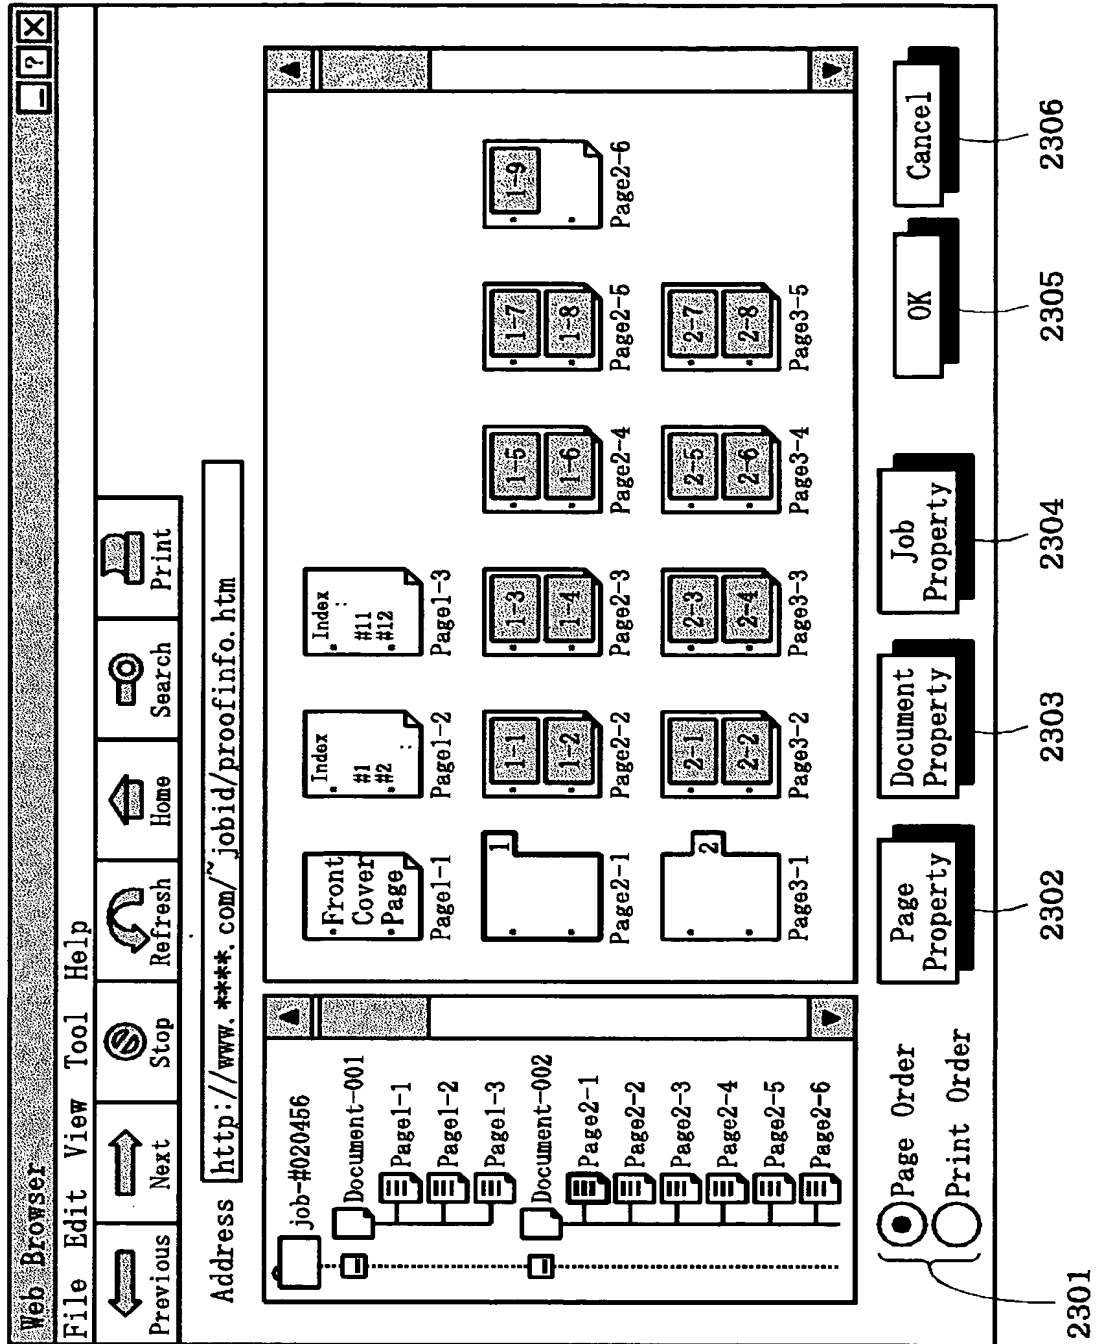 Web Browser _ ? X
File Edit View Tool Help
Previous Next Stop Refresh Home Search Print
Address http://www.****.com/~jobid/proofinfo.htm
job-#020456
Document-001
Page1-1
Page1-2
Page1-3
Document-002
Page2-1
Page2-2
Page2-3
Page2-4
Page2-5
Page2-6
Front
Cover
Page
Page1-1
Index
#1
#2
:
Page1-2
Index
:
#11
#12
Page1-3
1
Page2-1
1-1
1-2
Page2-2
1-3
1-4
Page2-3
1-5
1-6
Page2-4
1-7
1-8
Page2-5
1-9
Page2-6
2
Page3-1
2-1
2-2
Page3-2
2-3
2-4
Page3-3
2-5
2-6
Page3-4
2-7
2-8
Page3-5
Page Order
Print Order
Page
Property
Document
Property
Job
Property
OK
Cancel
2301
2302
2303
2304
2305
2306